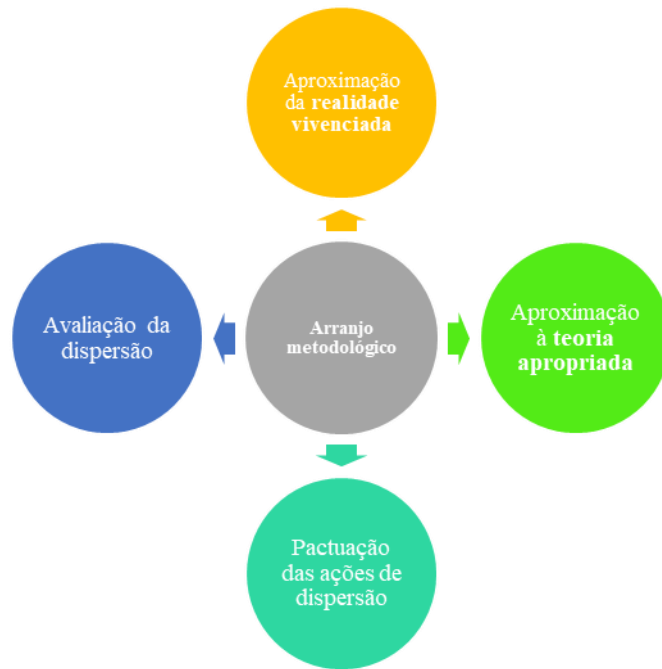 Aproximação
da realidade
vivenciada
Avaliação da
dispersão
Arranjo
metodológico
Aproximação
à teoria
apropriada
Pactuação
das ações de
dispersão